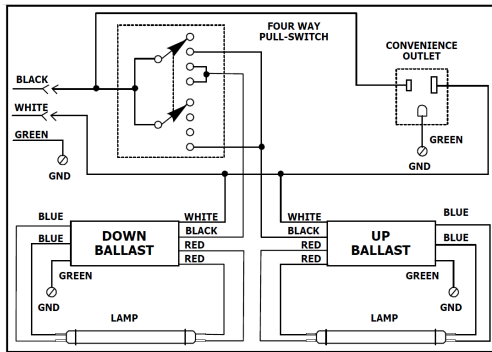 FOUR WAY
PULL-SWITCH
CONVENIENCE
OUTLET
BLACK
WHITE
GREEN
GND
GREEN
GND
BLUE
BLUE
GREEN
GND
DOWN
BALLAST
WHITE
BLACK
RED
RED
LAMP
WHITE
BLACK
RED
RED
UP
BALLAST
BLUE
BLUE
GREEN
GND
LAMP